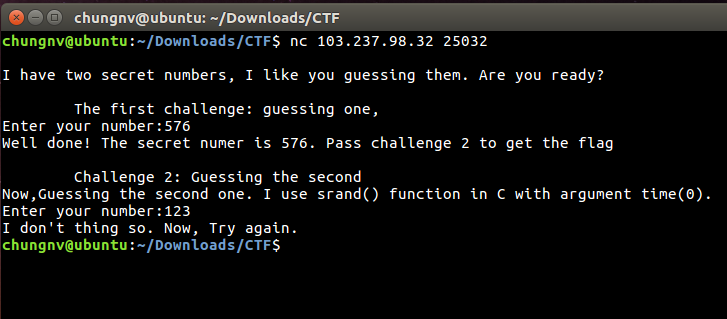 chungnv@ubuntu: ~/Downloads/CTF
chungnv@ubuntu:~/Downloads/CTF$ nc 103.237.98.32 25032
I have two secret numbers, I like you guessing them. Are you ready?
The first challenge: guessing one,
Enter your number:576
Well done! The secret numer is 576. Pass challenge 2 to get the flag
Challenge 2: Guessing the second
Now,Guessing the second one. I use srand() function in C with argument time(0).
Enter your number:123
I don't thing so. Now, Try again.
chungnv@ubuntu:~/Downloads/CTF$